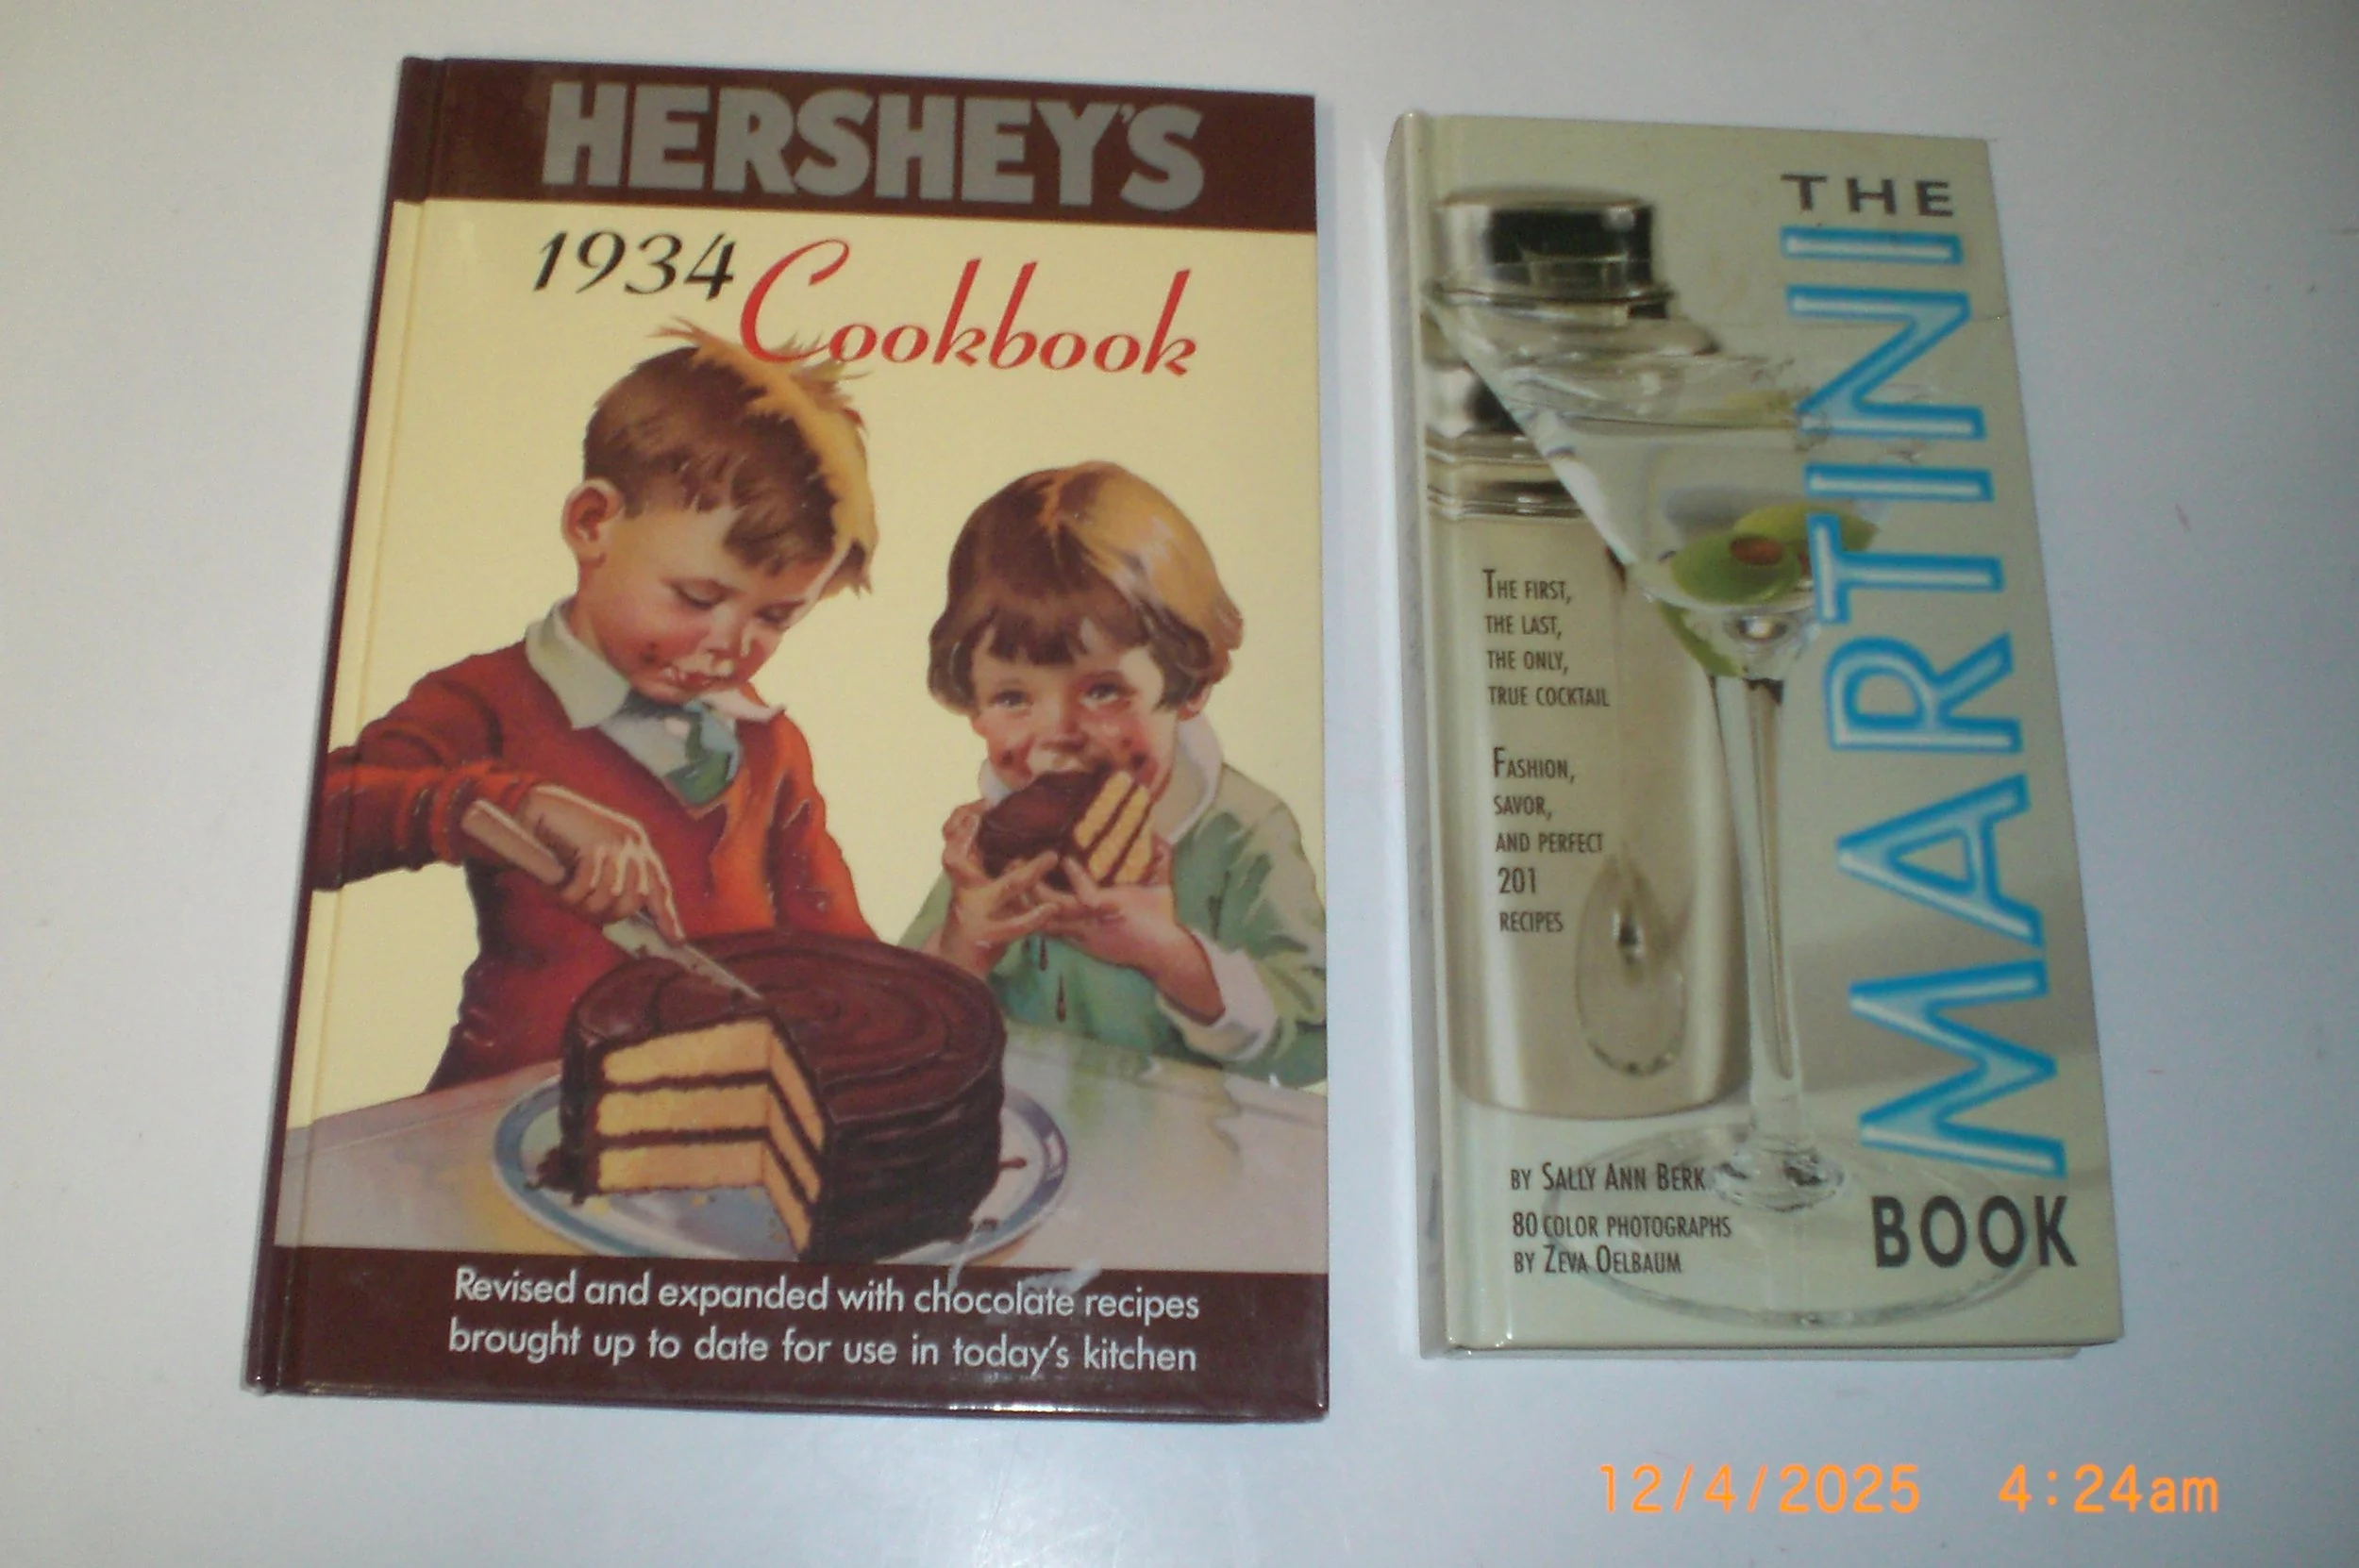 HERSHEY'S
1934 Cookbook
Revised and expanded with chocolate recipes
brought up to date for use in today's kitchen
THE
MARTINI
BOOK
THE FIRST,
THE LAST,
THE ONLY,
TRUE COCKTAIL
FASHION,
SAVOR,
AND PERFECT
201
RECIPES
BY SALLY ANN BERK
80 COLOR PHOTOGRAPHS
BY ZEVA OELBAUM
12/4/2025 4:24am